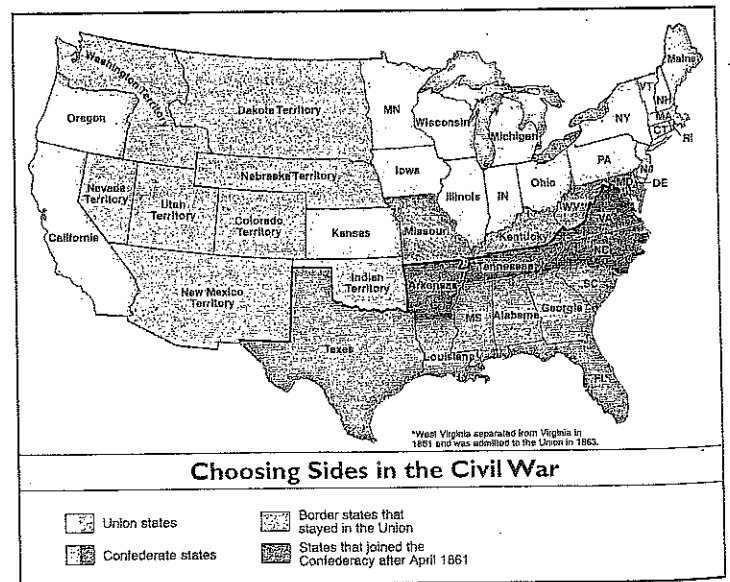 Washington Territory
Maine
Dakota Territory
MN
VT
NH
Oregon
Wisconsin
NY
MA
Michigan
CT
RI
Nebraska Territory
Iowa
PA
NJ
Nevada
Territory
Utah
Territory
Colorado
Territory
Illinois
IN
Ohio
MD
DE
WV*
California
Kansas
Missouri
VA
Kentucky
NC
Tennessee
Indian
Territory
Arkansas
New Mexico
Territory
SC
MS
Alabama
Georgia
Texas
Louisiana
FL
*West Virginia separated from Virginia in
1861 and was admitted to the Union in 1863.
Choosing Sides in the Civil War
Union states
Border states that
stayed in the Union
Confederate states
States that joined the
Confederacy after April 1861